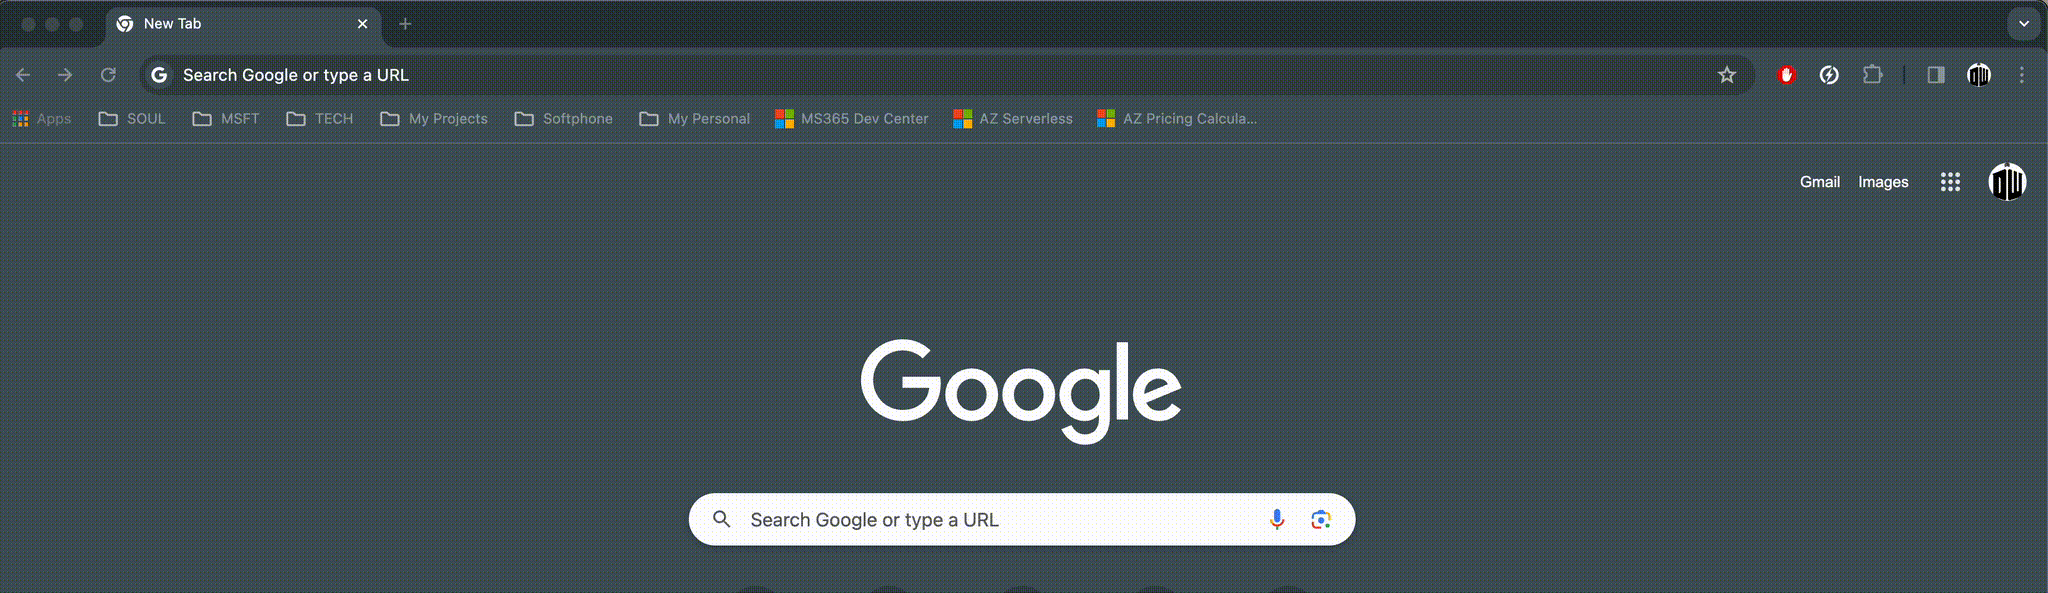 New Tab
Search Google or type a URL
Apps SOUL MSFT TECH My Projects Softphone My Personal MS365 Dev Center AZ Serverless AZ Pricing Calcula...
Gmail Images
Google
Search Google or type a URL